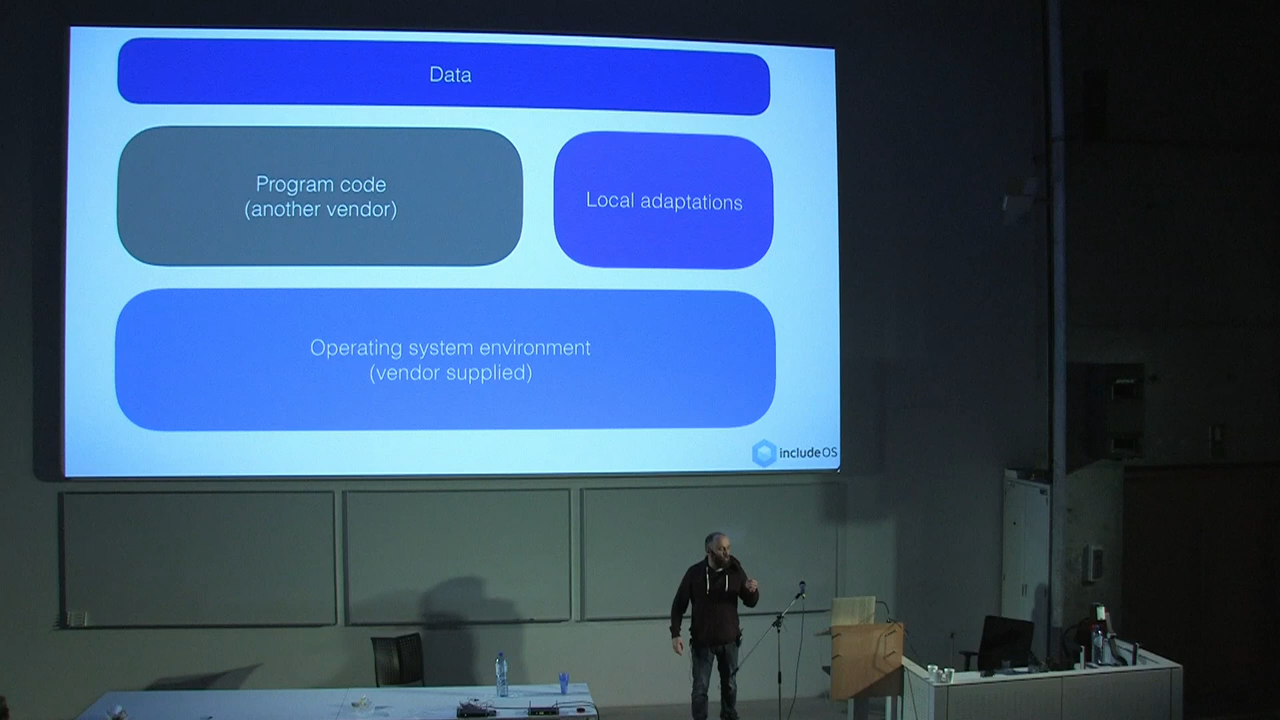 Data
Program code
(another vendor)
Local adaptations
Operating system environment
(vendor supplied)
includeOS